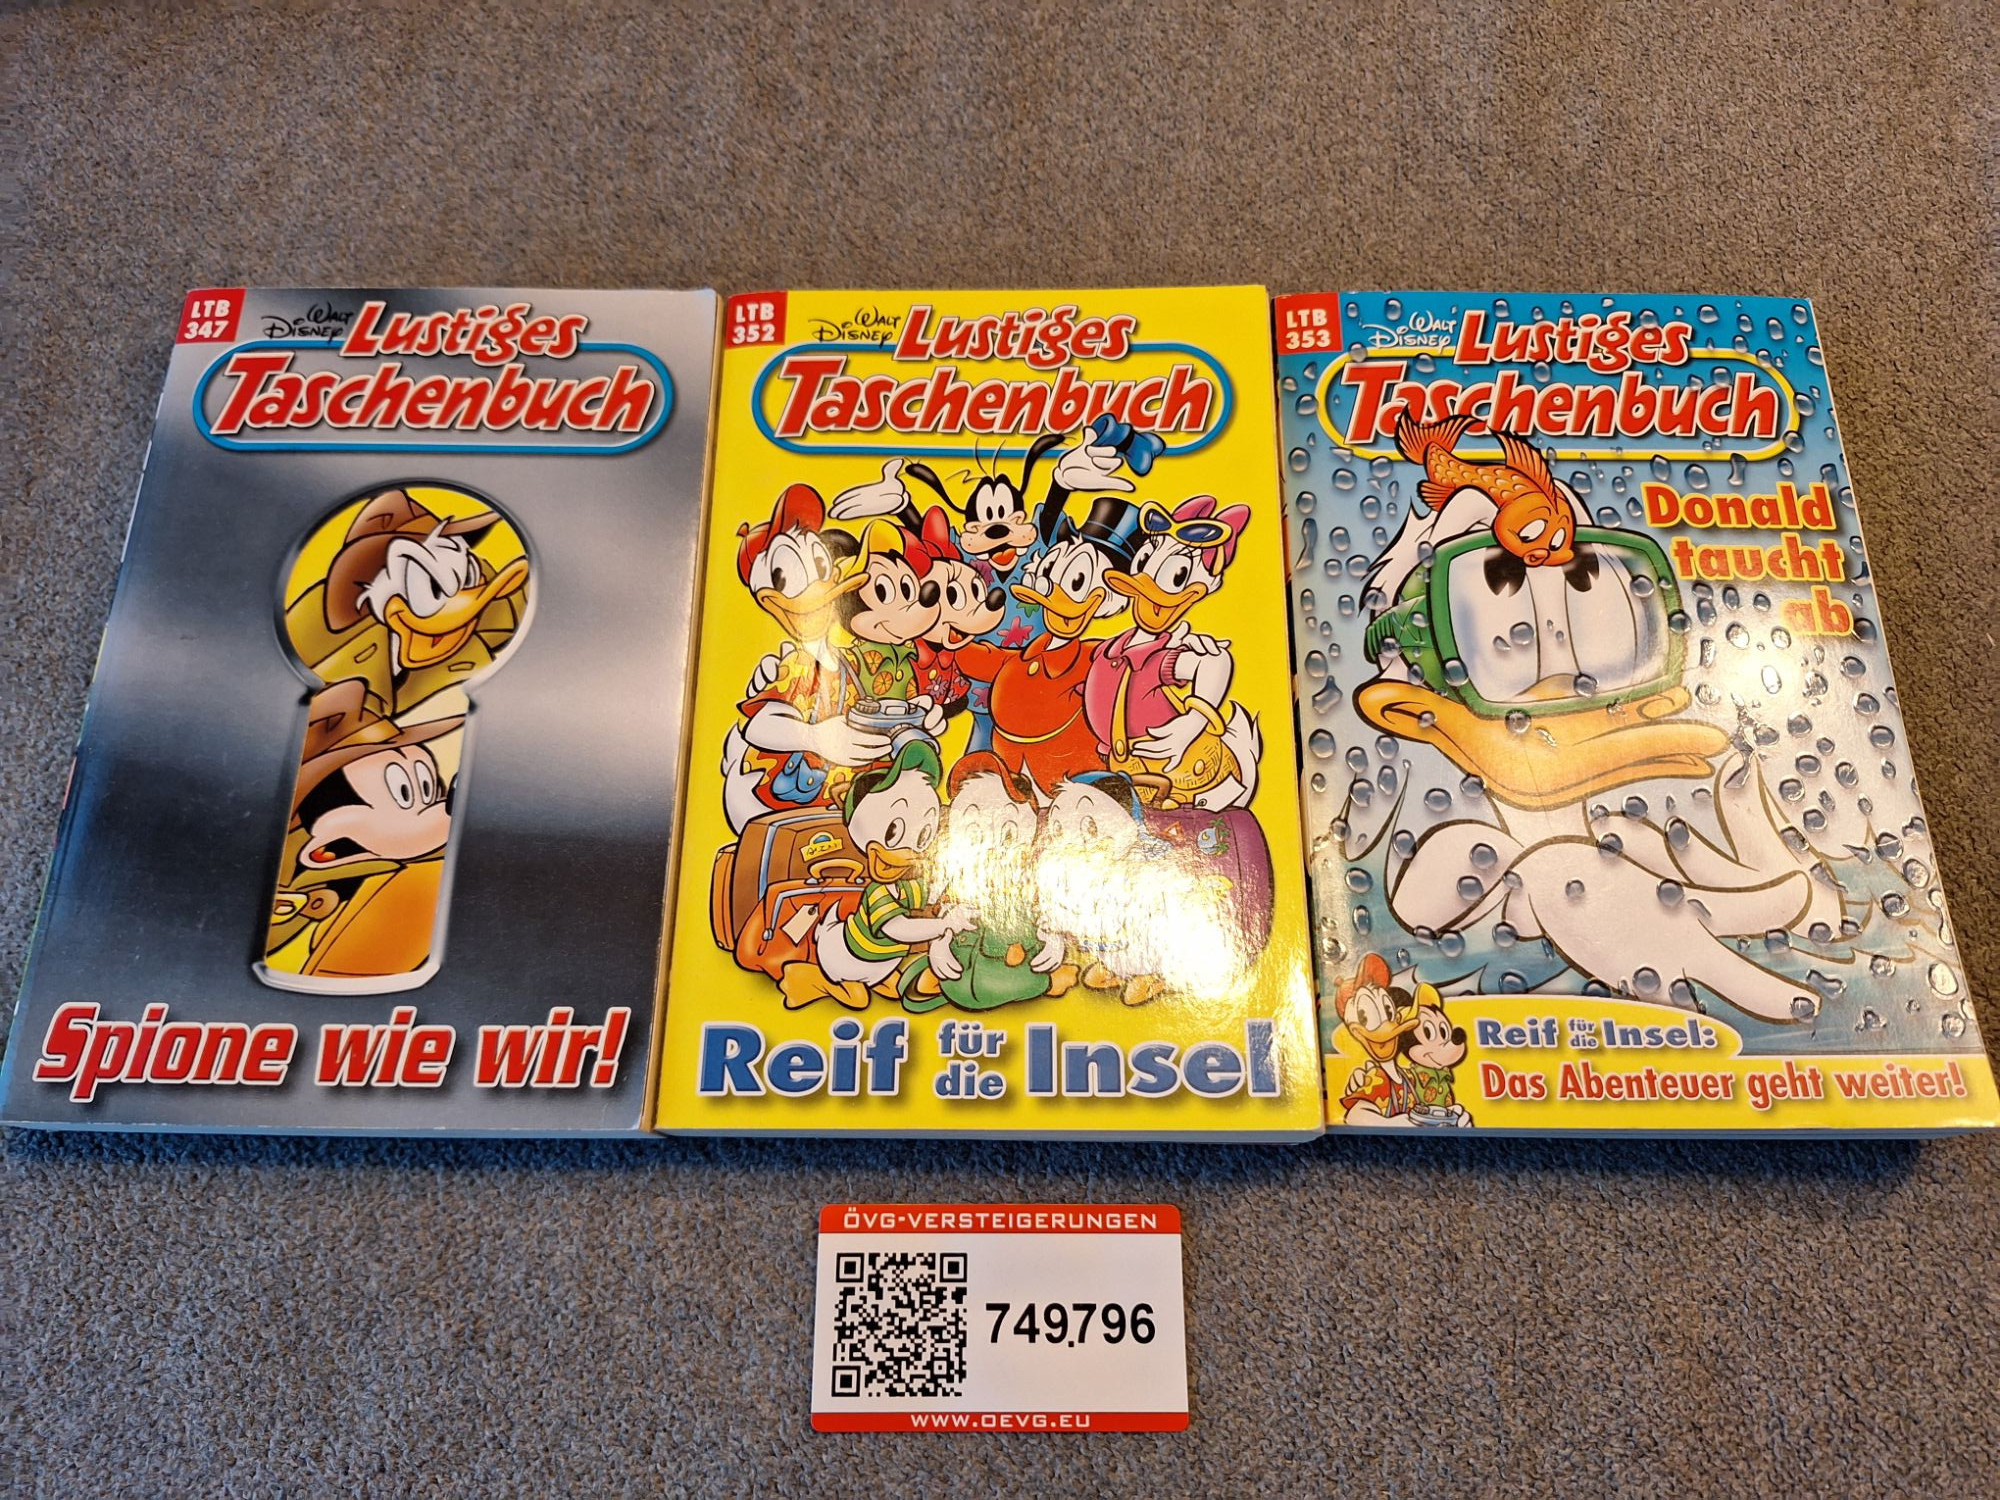 LTB
347
Walt
Disney
Lustiges
Taschenbuch
Spione wie wir!
LTB
352
Walt
Disney
Lustiges
Taschenbuch
Reif für die Insel
LTB
353
Walt
Disney
Lustiges
Taschenbuch
Donald
taucht
ab
Reif für die Insel:
Das Abenteuer geht weiter!
ÖVG-VERSTEIGERUNGEN
749.796
WWW.OEVG.EU